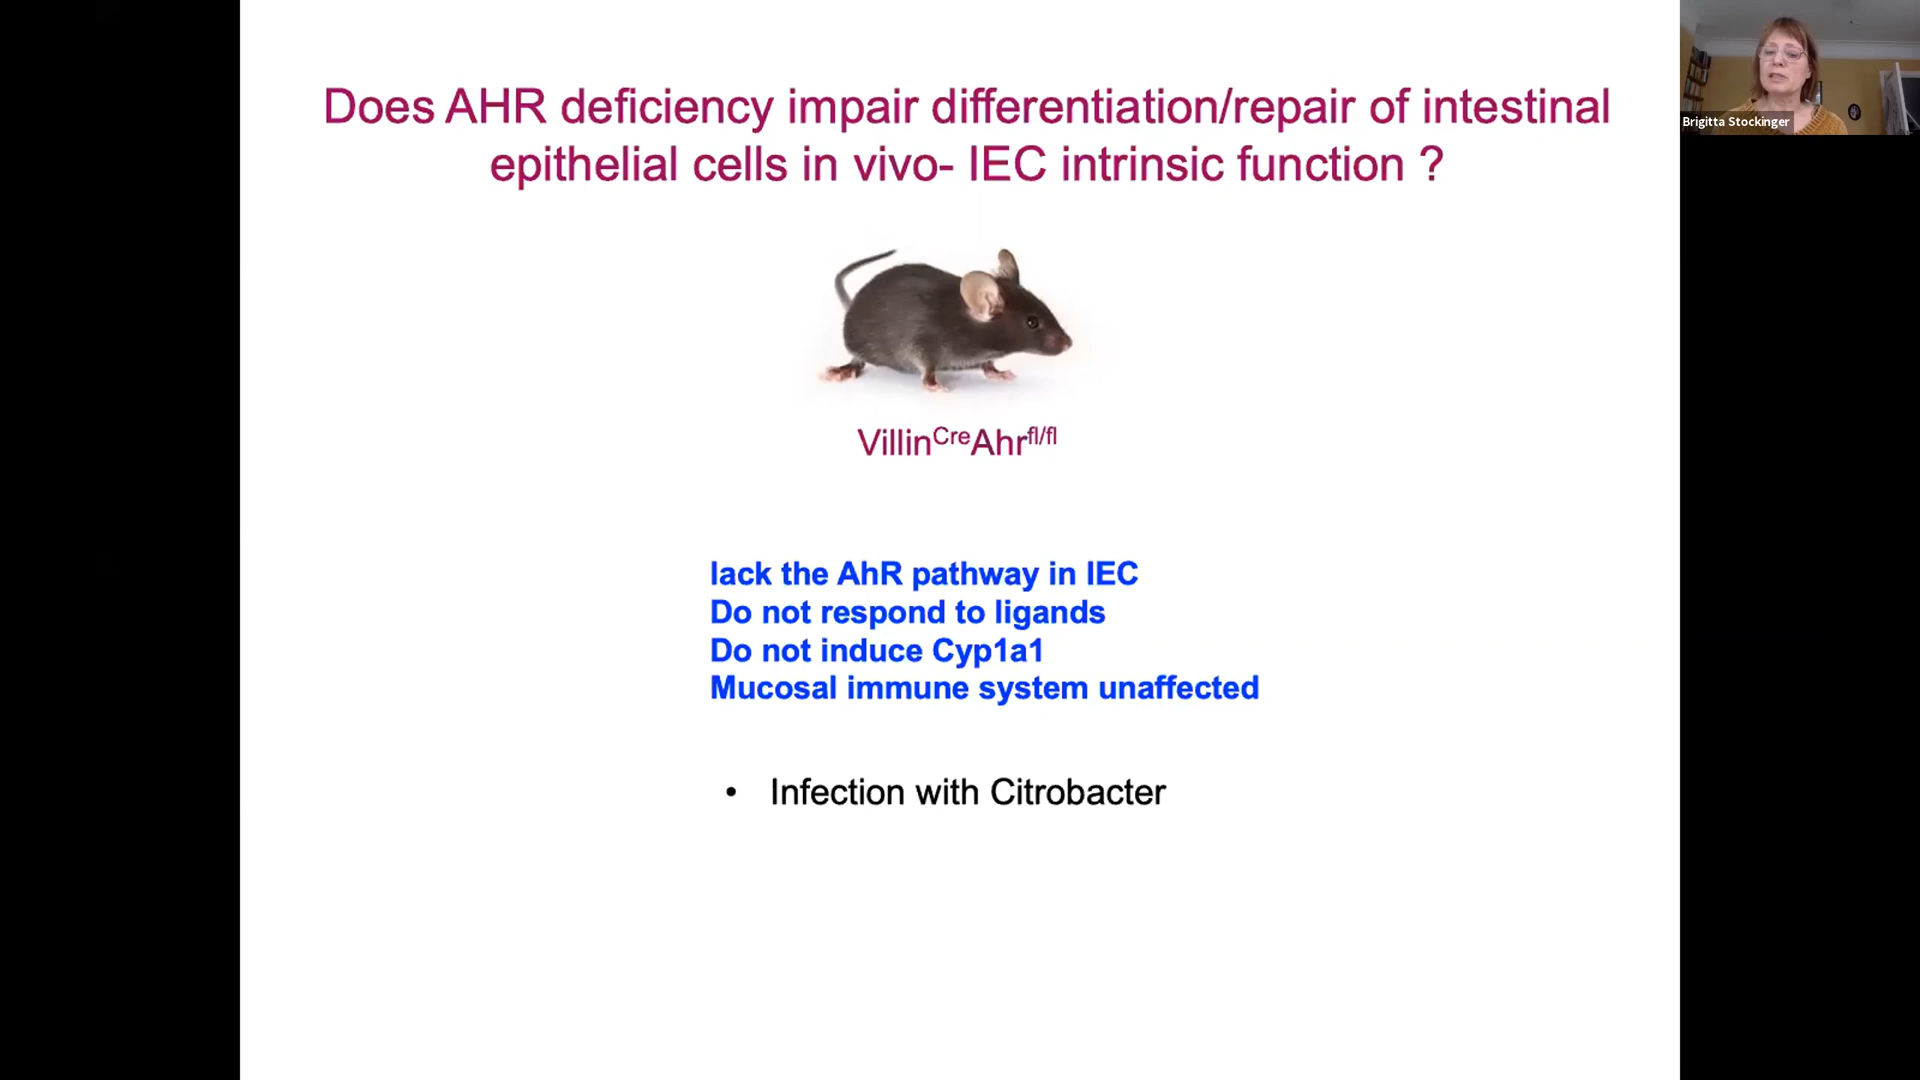 Does AHR deficiency impair differentiation/repair of intestinal
epithelial cells in vivo- IEC intrinsic function ?
Brigitta Stockinger
VillinCreAhrfl/fl
lack the AhR pathway in IEC
Do not respond to ligands
Do not induce Cyp1a1
Mucosal immune system unaffected
• Infection with Citrobacter